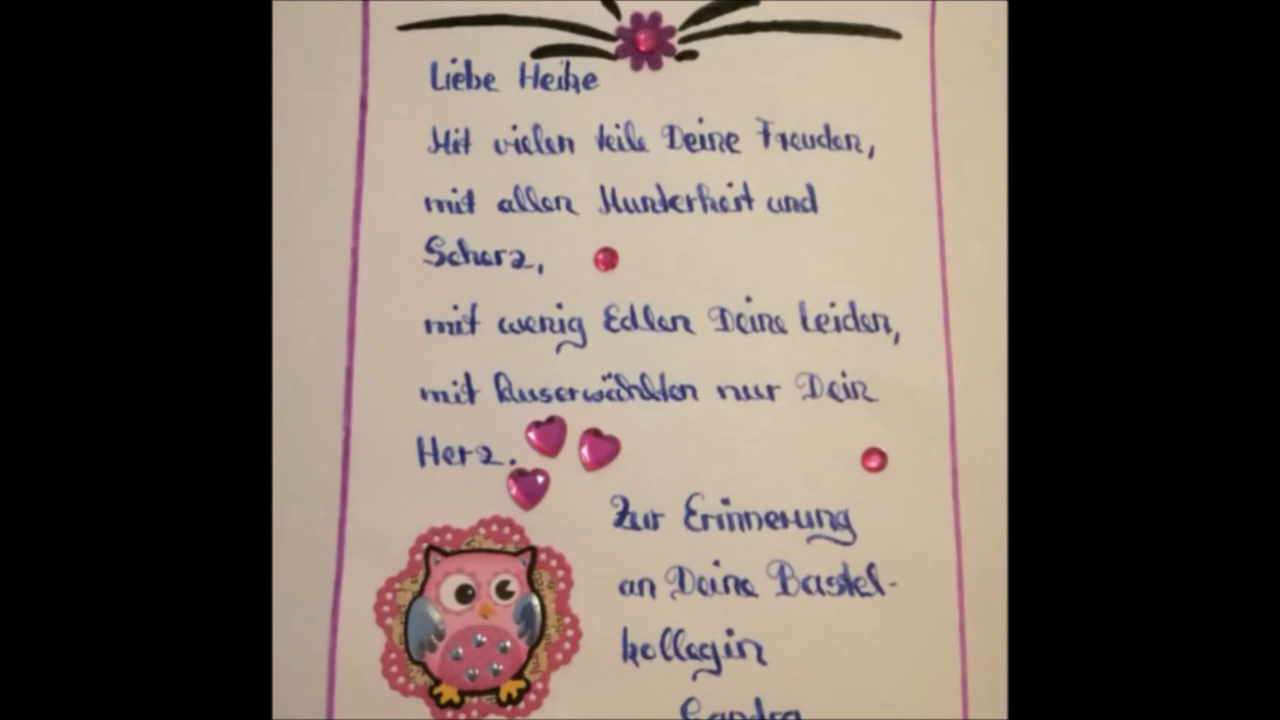 Liebe Heike
Mit vielen teile Deine Freuden,
mit allen Munterkeit und
Scherz,
mit wenig Edlen Deine Leiden,
mit Auserwählten nur Dein
Herz.
Zur Erinnerung
an Deine Bastel-
kollegin
Sandra